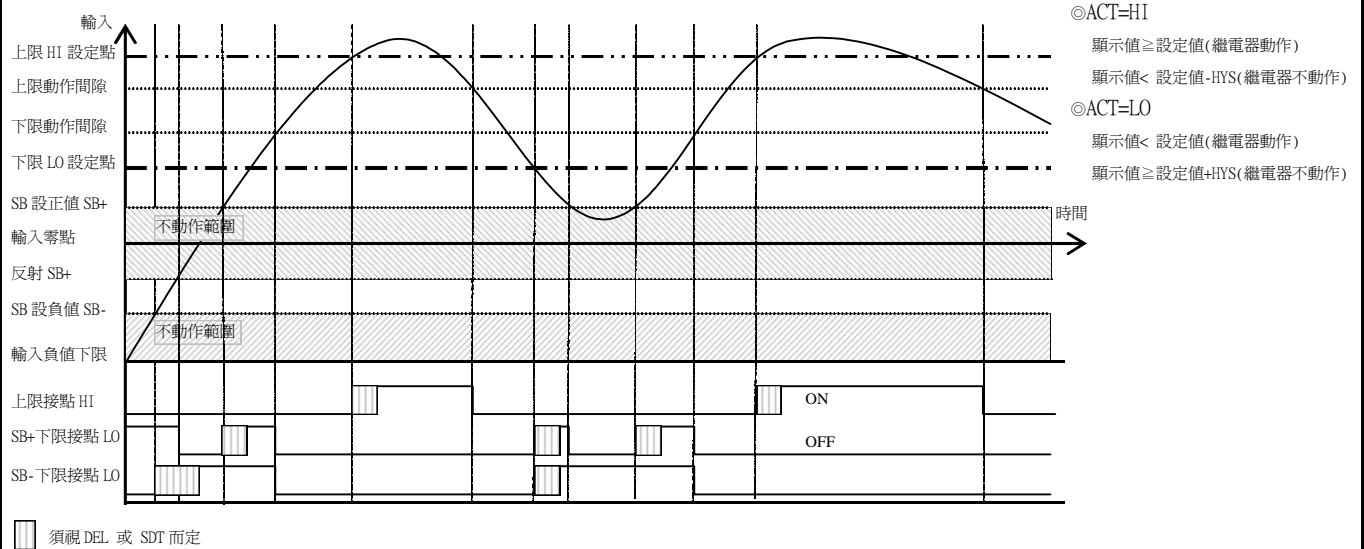 輸入
上限 HI 設定點
上限動作間隙
下限動作間隙
下限 LO 設定點
SB 設正值 SB+
輸入零點
反射 SB+
SB 設負值 SB-
輸入負值下限
上限接點 HI
SB+下限接點 LO
SB-下限接點 LO
不動作範圍
不動作範圍
時間
ON
OFF
須視 DEL 或 SDT 而定
◎ACT=HI
顯示值≧設定值(繼電器動作)
顯示值< 設定值-HYS(繼電器不動作)
◎ACT=LO
顯示值< 設定值(繼電器動作)
顯示值≧設定值+HYS(繼電器不動作)